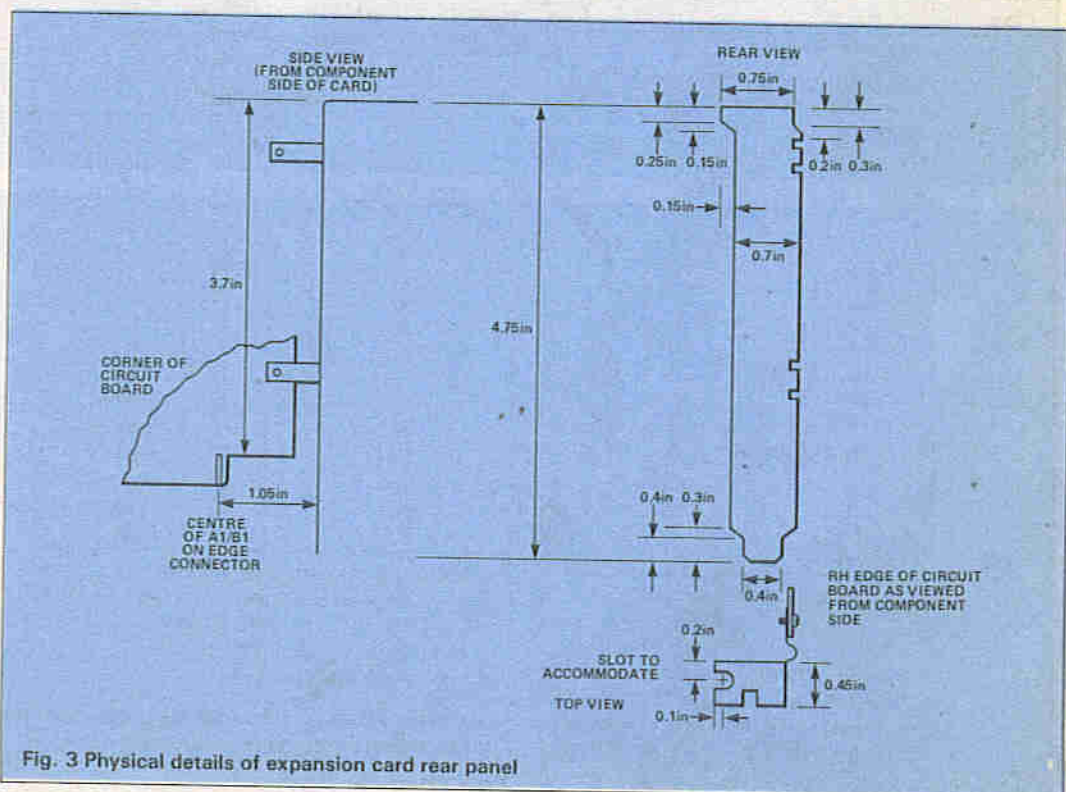 SIDE VIEW
(FROM COMPONENT
SIDE OF CARD)
REAR VIEW
0.75in
0.25in 0.15in
0.2in 0.3in
0.15in
0.7in
3.7in
4.75in
CORNER OF
CIRCUIT
BOARD
1.05in
CENTRE
OF A1/B1
ON EDGE
CONNECTOR
0.4in 0.3in
0.4in
RH EDGE OF CIRCUIT
BOARD AS VIEWED
FROM COMPONENT
SIDE
0.2in
SLOT TO
ACCOMMODATE
TOP VIEW
0.45in
0.1in
Fig. 3 Physical details of expansion card rear panel